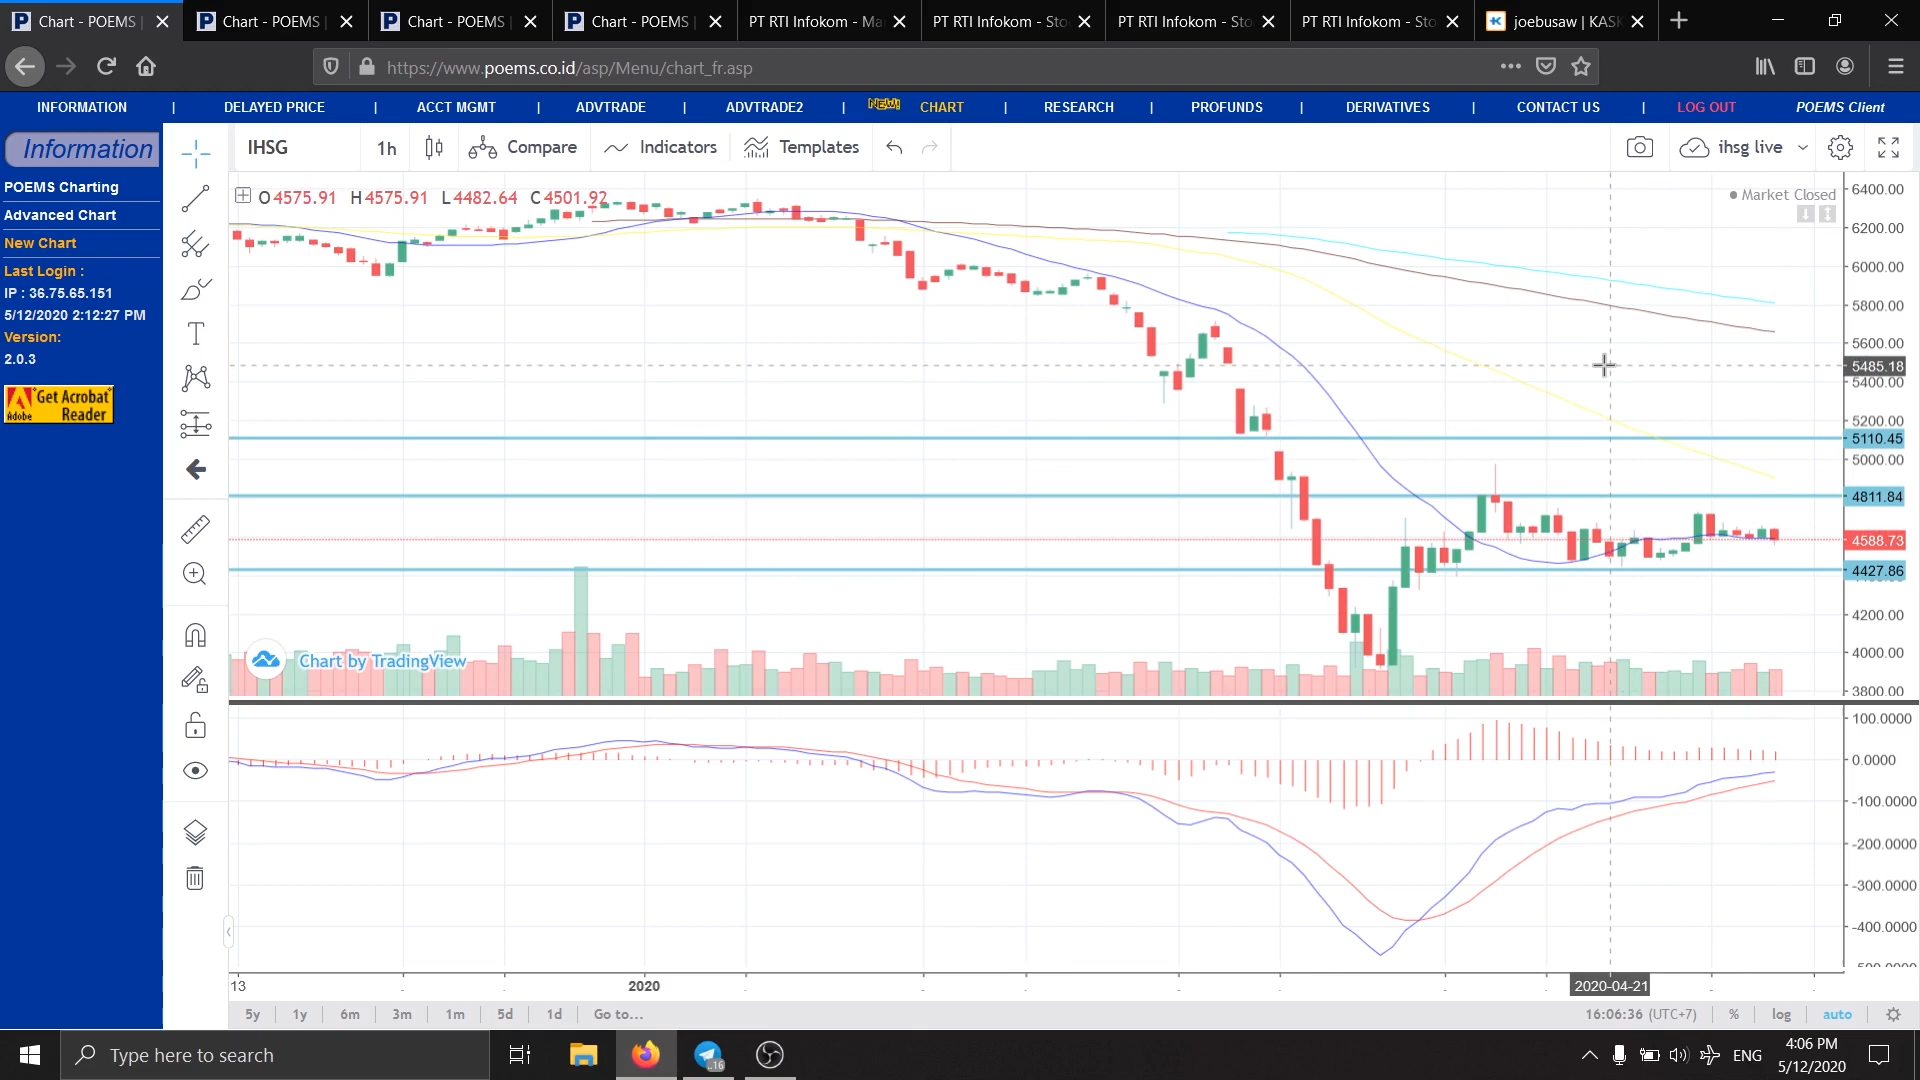 Chart - POEMS |
Chart - POEMS |
Chart - POEMS |
Chart - POEMS |
PT RTI Infokom - Ma
PT RTI Infokom - Sto
PT RTI Infokom - Sto
PT RTI Infokom - Sto
joebusaw | KASK
https://www.poems.co.id/asp/Menu/chart_fr.asp
INFORMATION | DELAYED PRICE | ACCT MGMT | ADVTRADE | ADVTRADE2 | NEW! CHART | RESEARCH | PROFUNDS | DERIVATIVES | CONTACT US | LOG OUT POEMS Client
Information
POEMS Charting
Advanced Chart
New Chart
Last Login :
IP : 36.75.65.151
5/12/2020 2:12:27 PM
Version:
2.0.3
Get Acrobat
Adobe Reader
IHSG 1h Compare Indicators Templates ihsg live
O4575.91 H4575.91 L4482.64 C4501.92
Market Closed
6400.00
6200.00
6000.00
5800.00
5600.00
5485.18
5400.00
5200.00
5110.45
5000.00
4811.84
4588.73
4427.86
4200.00
4000.00
3800.00
Chart by TradingView
100.0000
0.0000
-100.0000
-200.0000
-300.0000
-400.0000
13 2020 2020-04-21
5y 1y 6m 3m 1m 5d 1d Go to... 16:06:36 (UTC+7) % log auto
Type here to search
16
ENG
4:06 PM
5/12/2020